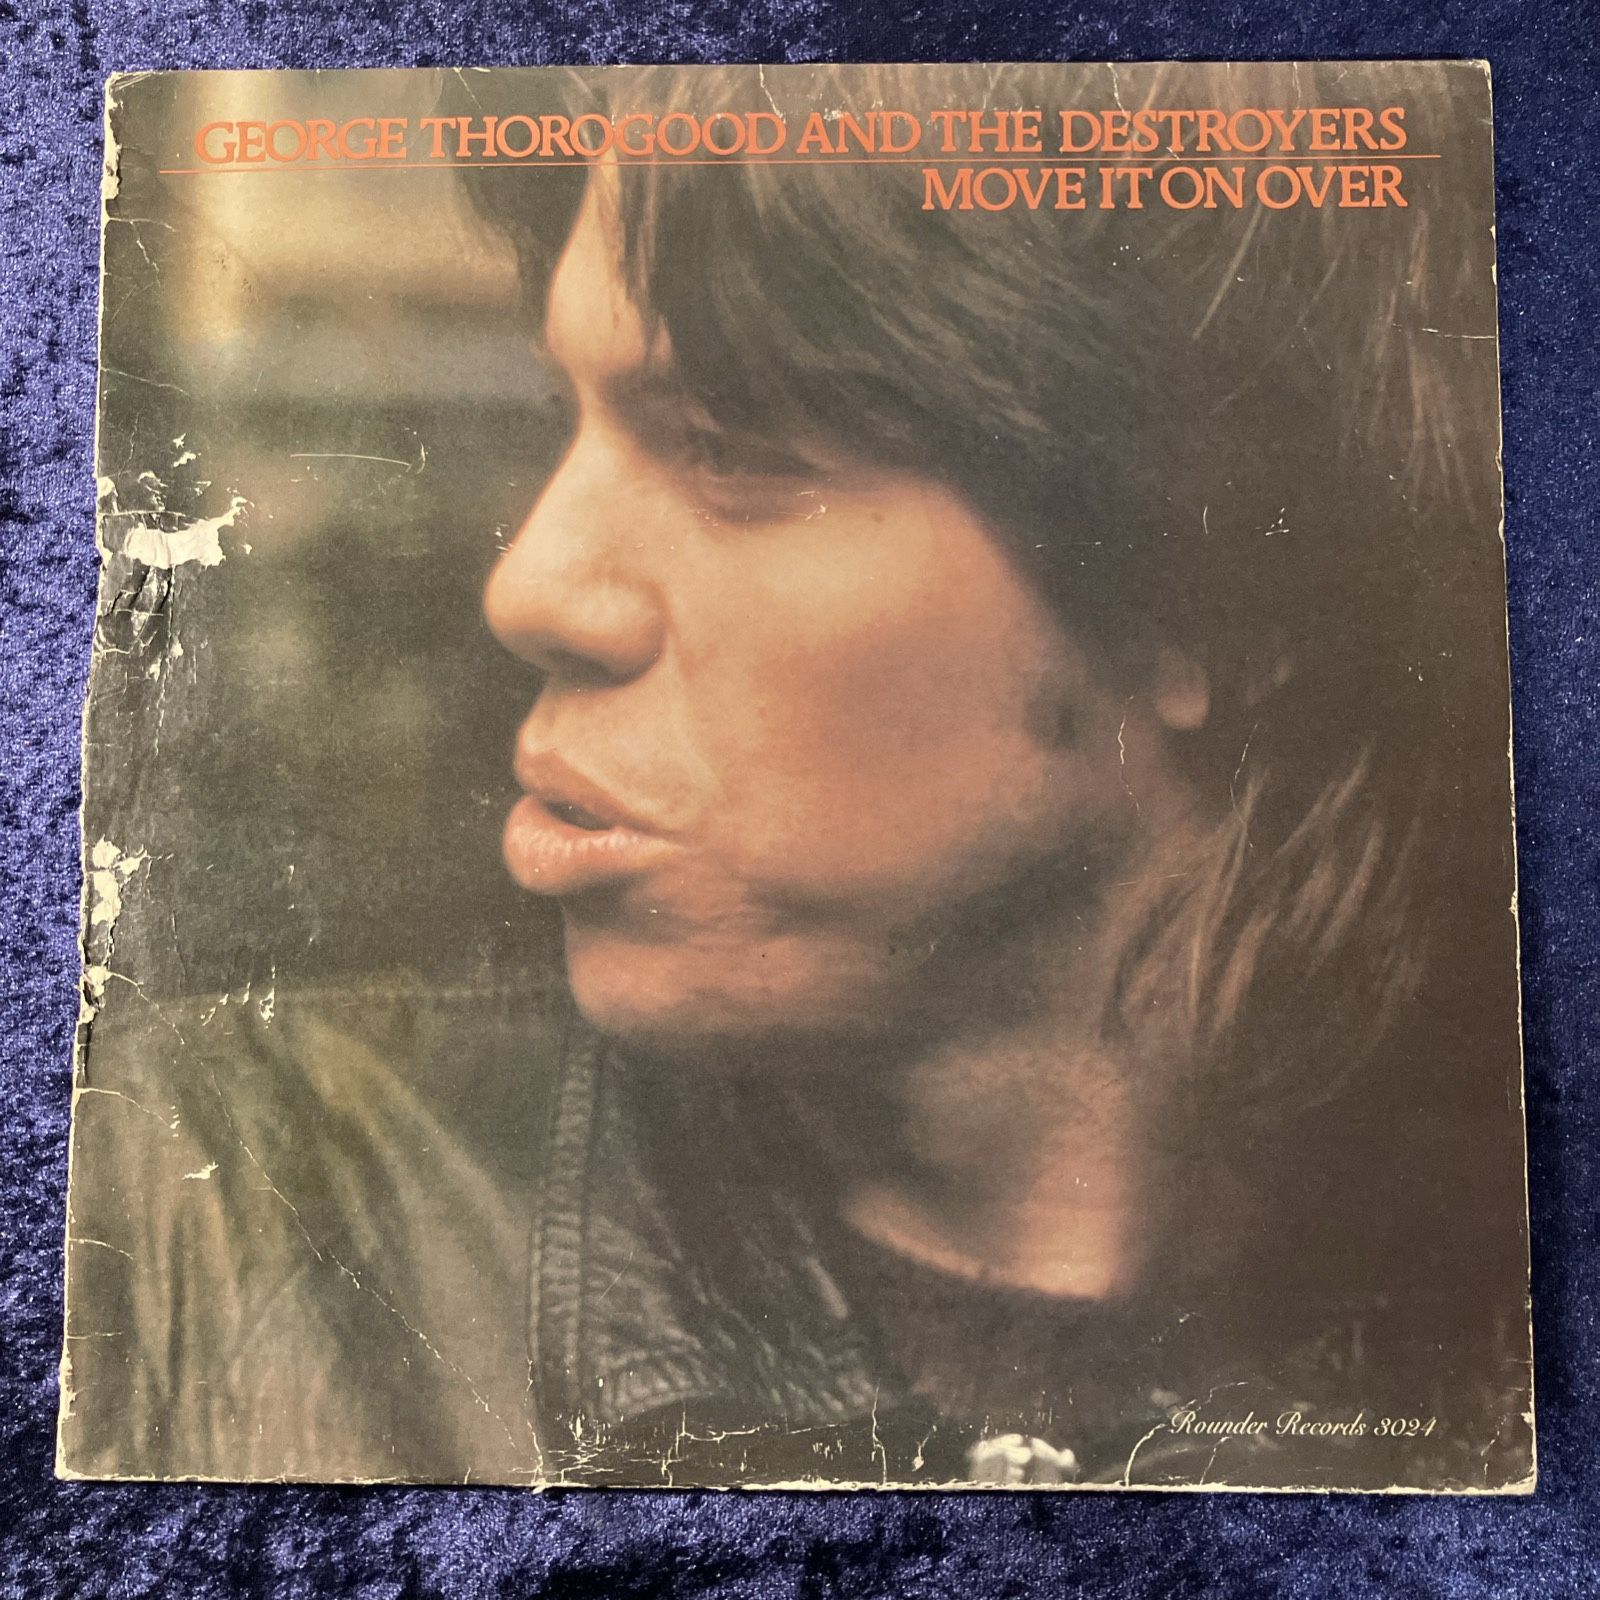 GEORGE THOROGOOD AND THE DESTROYERS
MOVE IT ON OVER
Rounder Records 3024